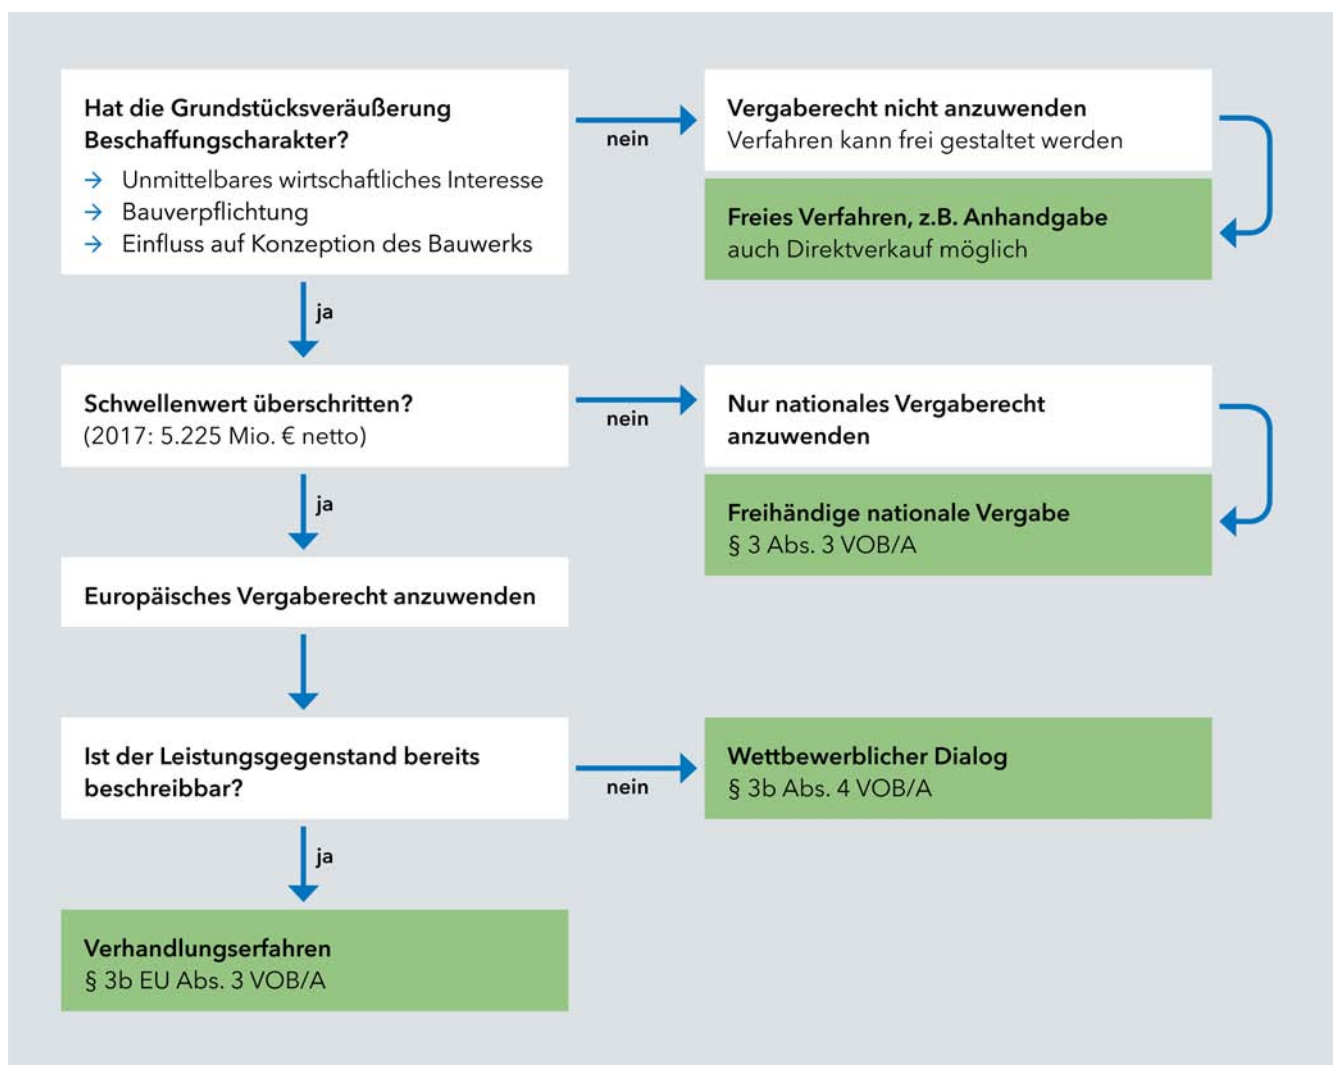 Hat die Grundstücksveräußerung
Beschaffungscharakter?
→ Unmittelbares wirtschaftliches Interesse
→ Bauverpflichtung
→ Einfluss auf Konzeption des Bauwerks
nein
Vergaberecht nicht anzuwenden
Verfahren kann frei gestaltet werden
Freies Verfahren, z.B. Anhandgabe
auch Direktverkauf möglich
ja
Schwellenwert überschritten?
(2017: 5.225 Mio. € netto)
nein
Nur nationales Vergaberecht
anzuwenden
Freihändige nationale Vergabe
§ 3 Abs. 3 VOB/A
ja
Europäisches Vergaberecht anzuwenden
Ist der Leistungsgegenstand bereits
beschreibbar?
nein
Wettbewerblicher Dialog
§ 3b Abs. 4 VOB/A
ja
Verhandlungserfahren
§ 3b EU Abs. 3 VOB/A